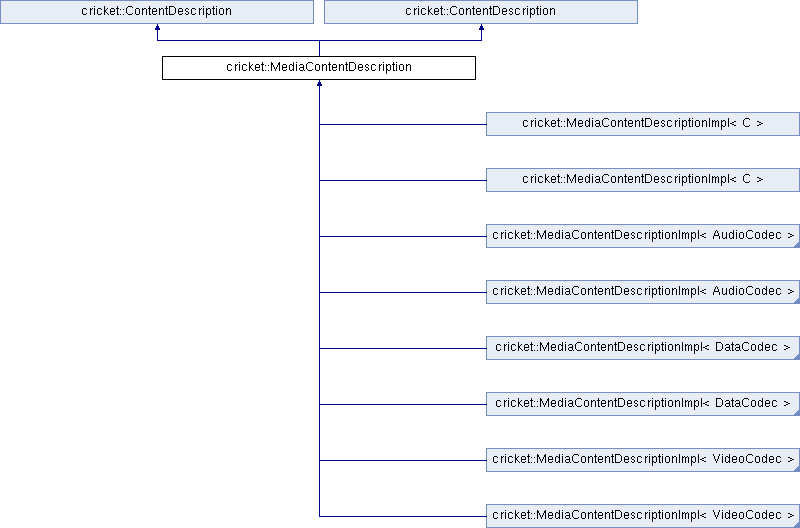 cricket::ContentDescription
cricket::ContentDescription
cricket::MediaContentDescription
cricket::MediaContentDescriptionImpl< C >
cricket::MediaContentDescriptionImpl< C >
cricket::MediaContentDescriptionImpl< AudioCodec >
cricket::MediaContentDescriptionImpl< AudioCodec >
cricket::MediaContentDescriptionImpl< DataCodec >
cricket::MediaContentDescriptionImpl< DataCodec >
cricket::MediaContentDescriptionImpl< VideoCodec >
cricket::MediaContentDescriptionImpl< VideoCodec >